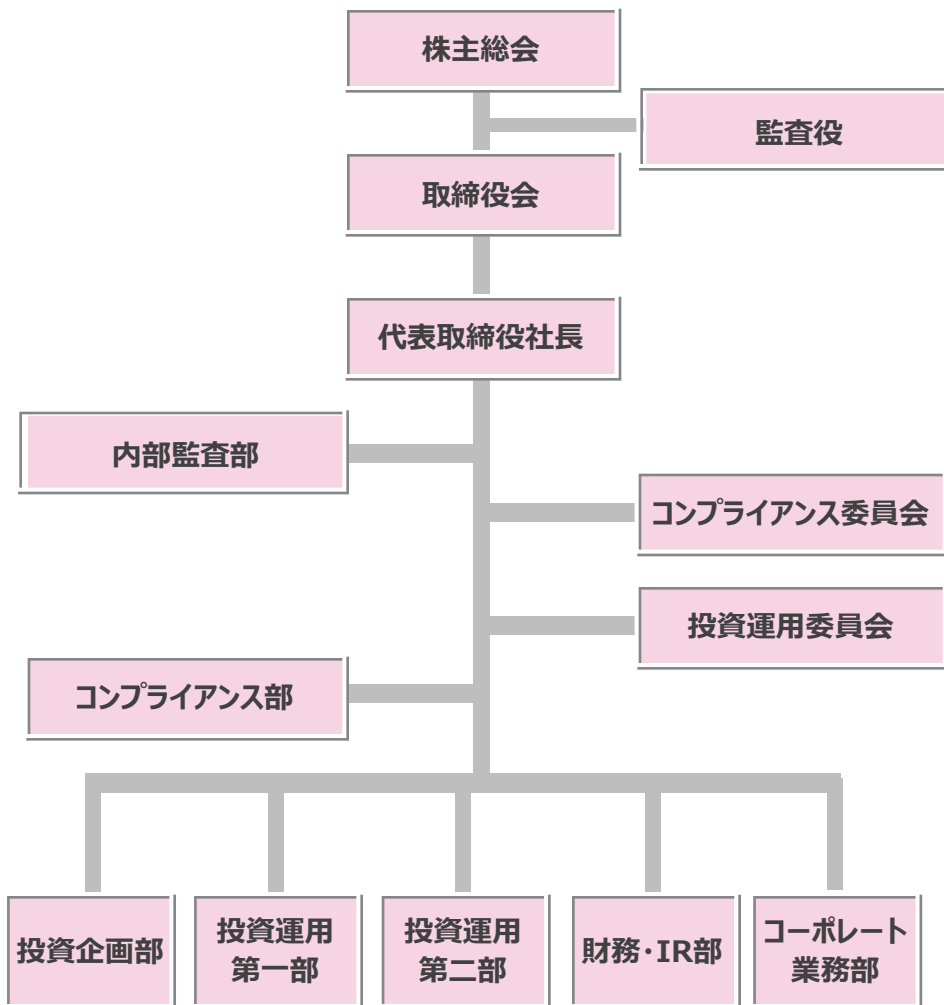 株主総会
監査役
取締役会
代表取締役社長
内部監査部
コンプライアンス委員会
投資運用委員会
コンプライアンス部
投資企画部
投資運用
第一部
投資運用
第二部
財務・IR部
コーポレート
業務部